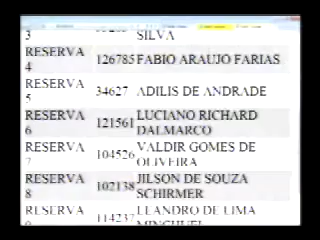 3 SILVA
RESERVA
4 126785 FABIO ARAUJO FARIAS
RESERVA
5 34627 ADILIS DE ANDRADE
RESERVA 121561 LUCIANO RICHARD
6 DALMARCO
RESERVA 104526 VALDIR GOMES DE
7 OLIVEIRA
RESERVA 102138 JILSON DE SOUZA
8 SCHIRMER
RESERVA 114237 LEANDRO DE LIMA